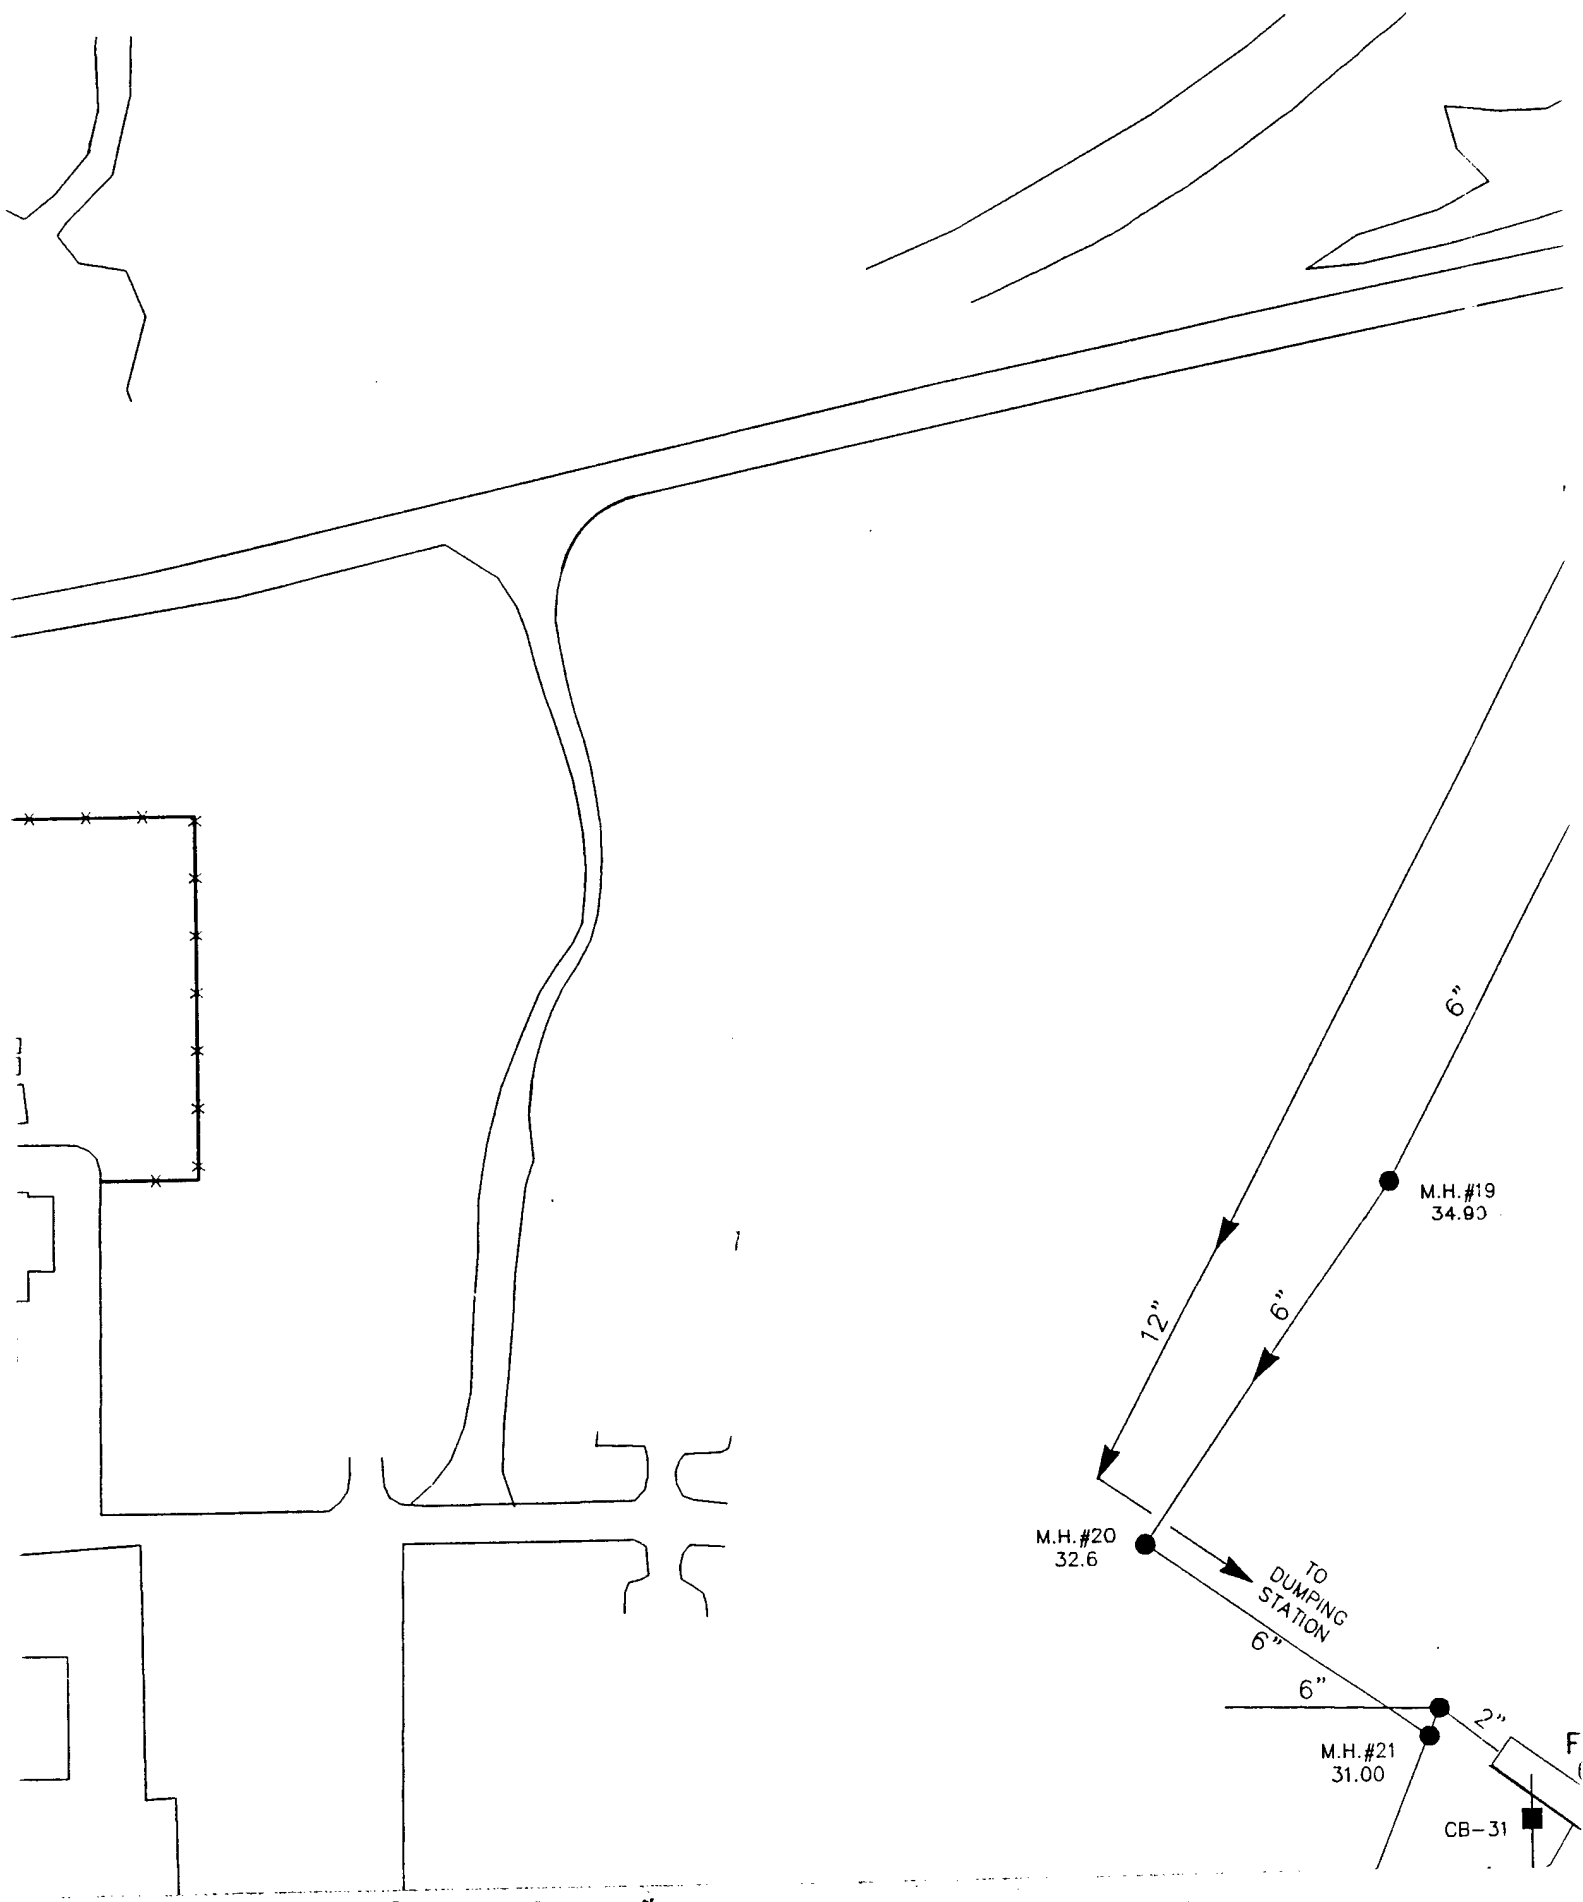 6"
M.H.#19
34.90
6"
12"
M.H.#20
32.6
TO
DUMPING
STATION
6"
6"
2"
M.H.#21
31.00
F
CB-31